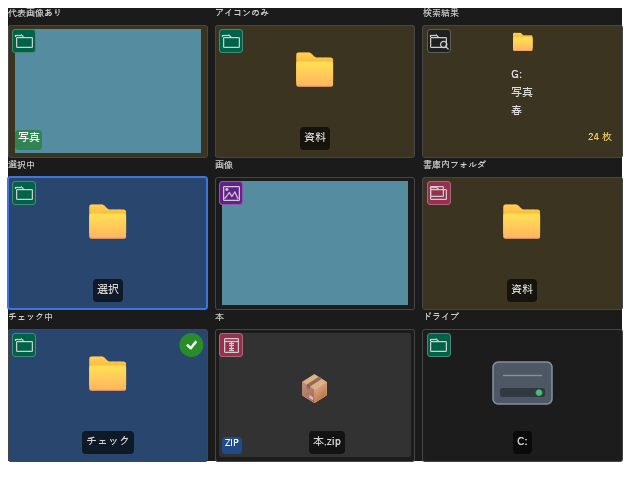 代表画像あり
アイコンのみ
検索結果
写真
資料
G:
写真
春
24 枚
選択中
画像
書庫内フォルダ
選択
資料
チェック中
本
ドライブ
チェック
ZIP
本.zip
C: